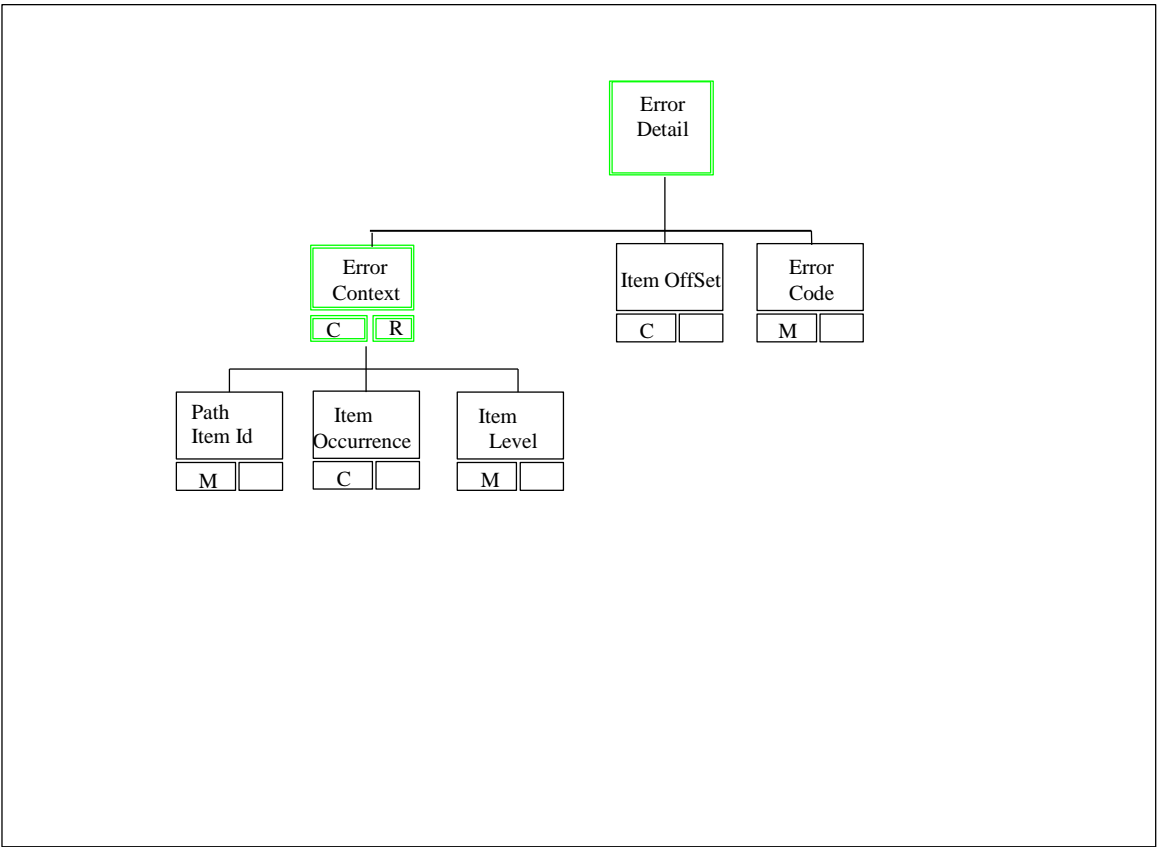 Error
Detail
Error
Context
C R
Item OffSet
C
Error
Code
M
Path
Item Id
M
Item
Occurrence
C
Item
Level
M